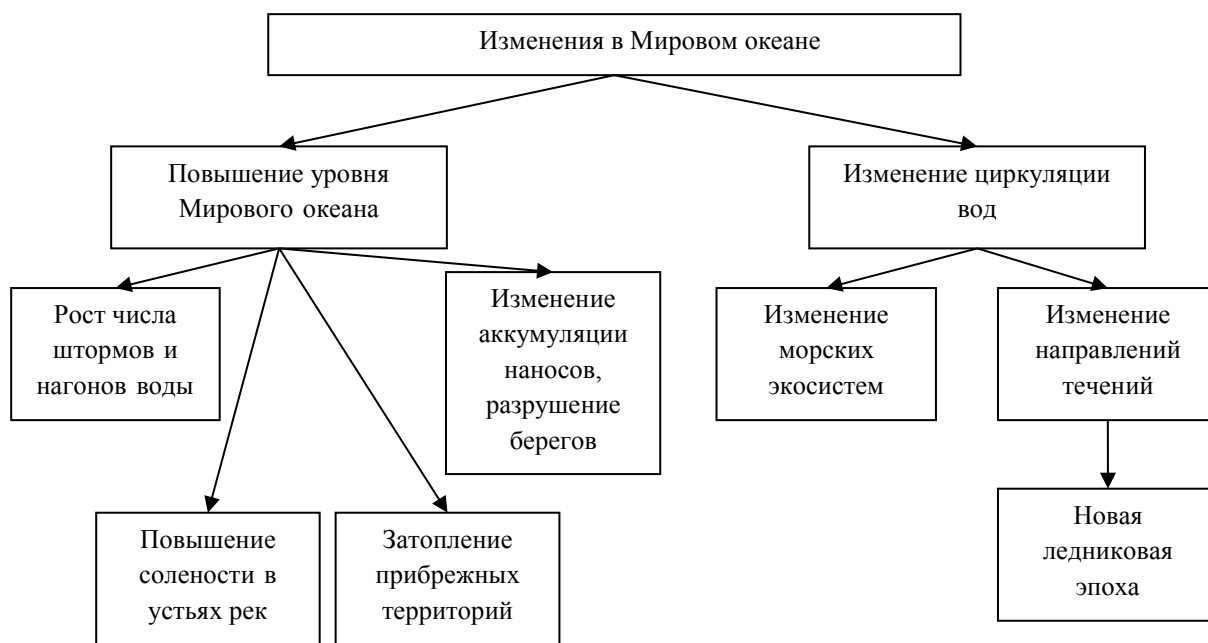 Изменения в Мировом океане
Повышение уровня
Мирового океана
Изменение циркуляции
вод
Рост числа
штормов и
нагонов воды
Изменение
аккумуляции
наносов,
разрушение
берегов
Изменение
морских
экосистем
Изменение
направлений
течений
Повышение
солености в
устьях рек
Затопление
прибрежных
территорий
Новая
ледниковая
эпоха